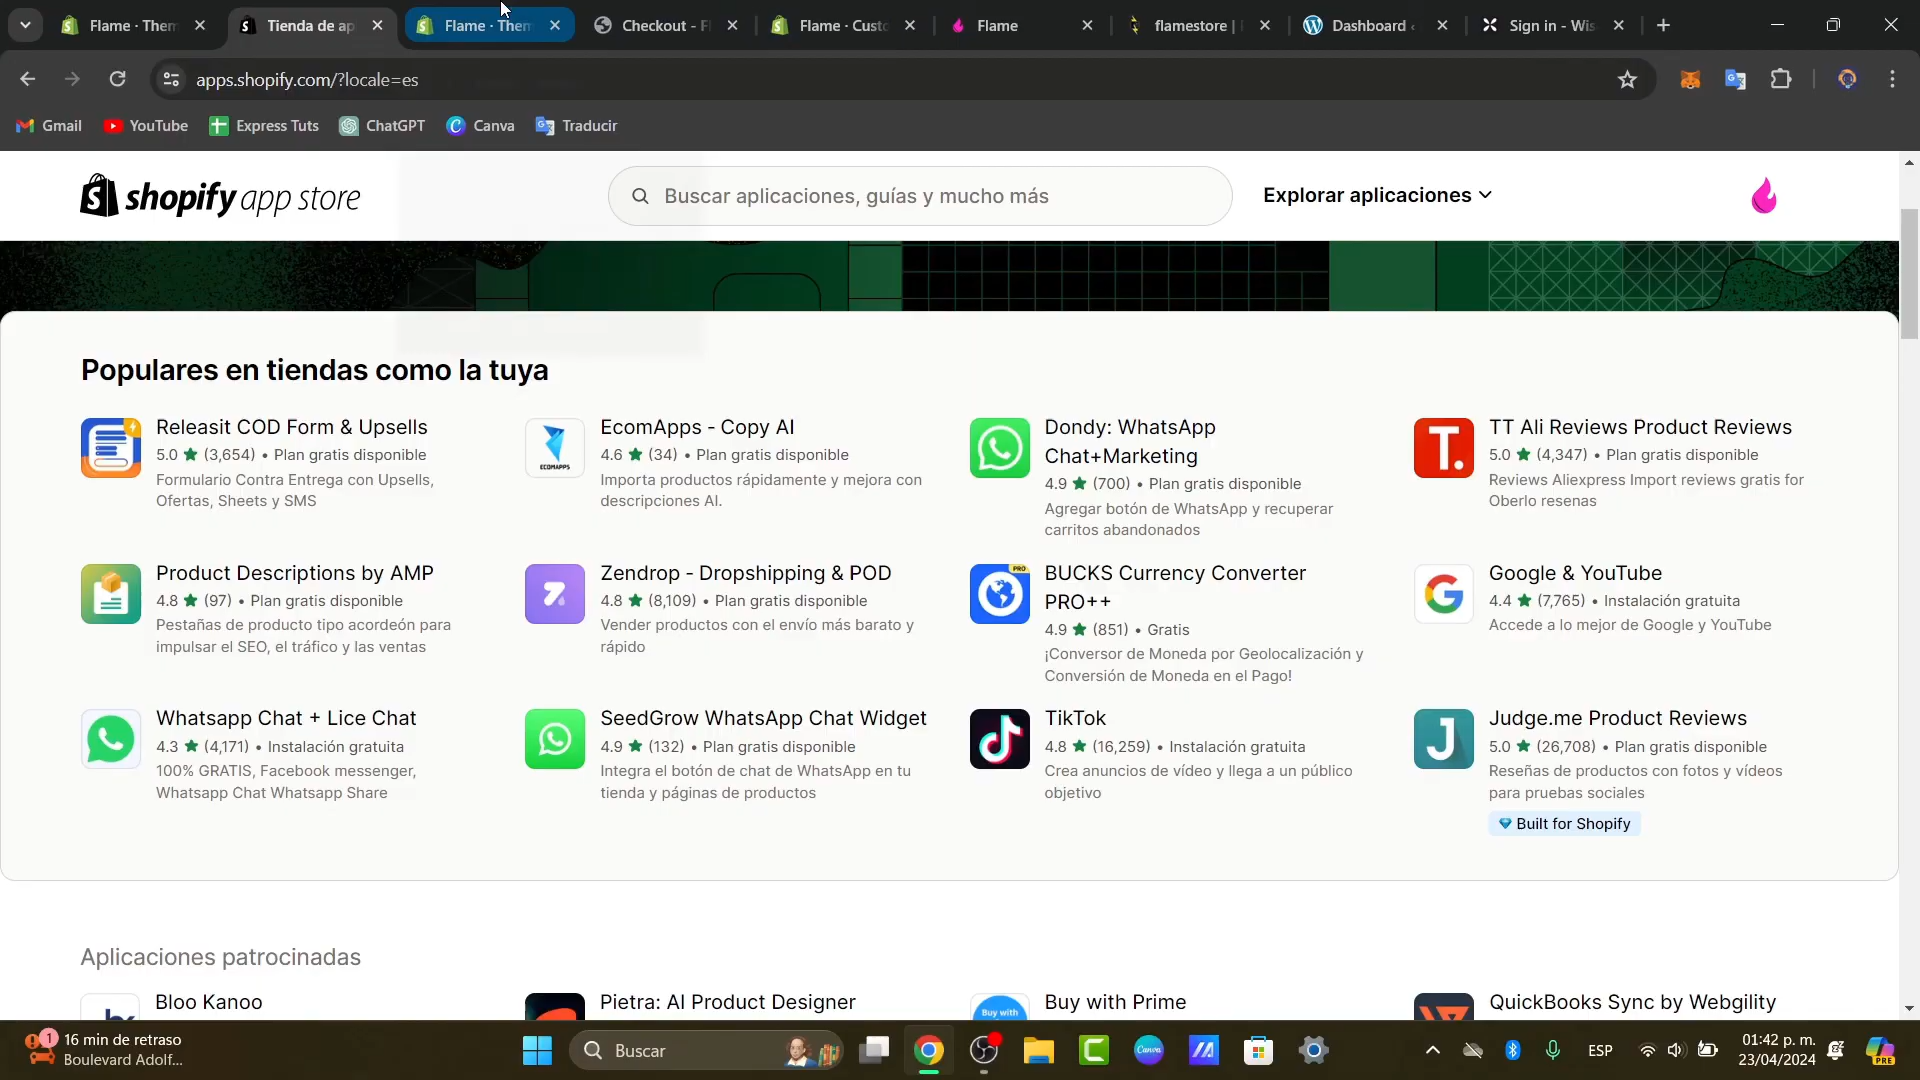 Flame · Them
Tienda de ap
Flame · Them
Checkout - Fl
Flame · Custo
Flame
flamestore |
Dashboard ‹
Sign in - Wis
apps.shopify.com/?locale=es
Gmail
YouTube
Express Tuts
ChatGPT
Canva
Traducir
shopify app store
Buscar aplicaciones, guías y mucho más
Explorar aplicaciones
Populares en tiendas como la tuya
Releasit COD Form & Upsells
5.0 ★ (3,654) • Plan gratis disponible
Formulario Contra Entrega con Upsells,
Ofertas, Sheets y SMS
ECOMAPPS
EcomApps - Copy AI
4.6 ★ (34) • Plan gratis disponible
Importa productos rápidamente y mejora con
descripciones AI.
Dondy: WhatsApp
Chat+Marketing
4.9 ★ (700) • Plan gratis disponible
Agregar botón de WhatsApp y recuperar
carritos abandonados
T.
TT Ali Reviews Product Reviews
5.0 ★ (4,347) • Plan gratis disponible
Reviews Aliexpress Import reviews gratis for
Oberlo resenas
Product Descriptions by AMP
4.8 ★ (97) • Plan gratis disponible
Pestañas de producto tipo acordeón para
impulsar el SEO, el tráfico y las ventas
Zendrop - Dropshipping & POD
4.8 ★ (8,109) • Plan gratis disponible
Vender productos con el envío más barato y
rápido
PRO
BUCKS Currency Converter
PRO++
4.9 ★ (851) • Gratis
¡Conversor de Moneda por Geolocalización y
Conversión de Moneda en el Pago!
Google & YouTube
4.4 ★ (7,765) • Instalación gratuita
Accede a lo mejor de Google y YouTube
Whatsapp Chat + Lice Chat
4.3 ★ (4,171) • Instalación gratuita
100% GRATIS, Facebook messenger,
Whatsapp Chat Whatsapp Share
SeedGrow WhatsApp Chat Widget
4.9 ★ (132) • Plan gratis disponible
Integra el botón de chat de WhatsApp en tu
tienda y páginas de productos
TikTok
4.8 ★ (16,259) • Instalación gratuita
Crea anuncios de vídeo y llega a un público
objetivo
Judge.me Product Reviews
5.0 ★ (26,708) • Plan gratis disponible
Reseñas de productos con fotos y vídeos
para pruebas sociales
Built for Shopify
Aplicaciones patrocinadas
Bloo Kanoo
Pietra: AI Product Designer
Buy with
Buy with Prime
QuickBooks Sync by Webgility
1
16 min de retraso
Boulevard Adolf...
Buscar
Canva
ESP
01:42 p. m.
23/04/2024
PRE